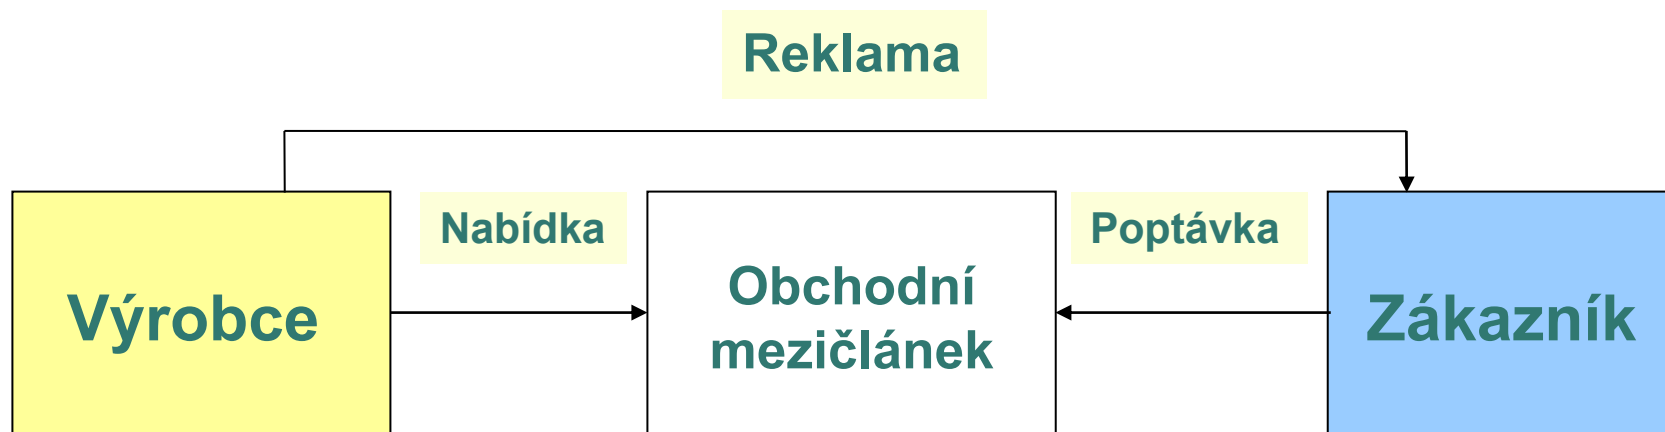 Reklama
Nabídka
Poptávka
Výrobce
Obchodní
mezičlánek
Zákazník